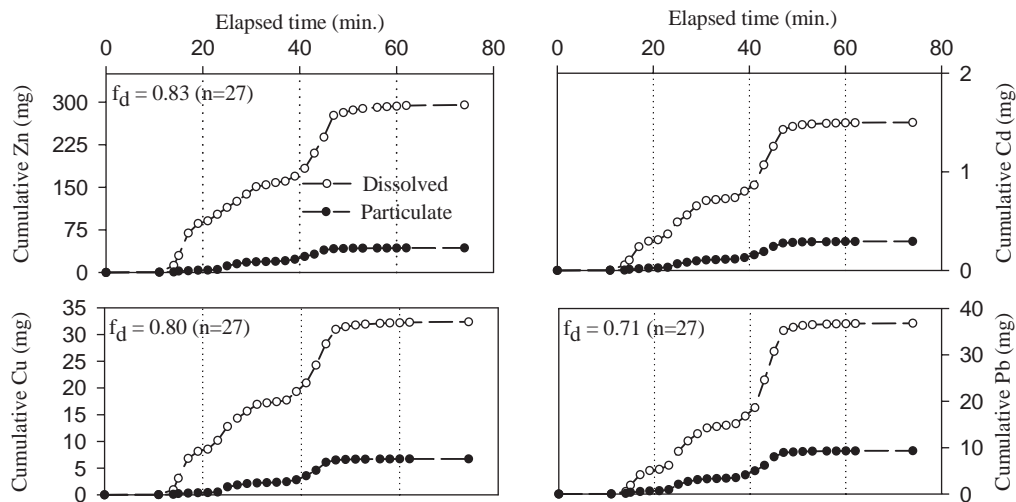 Elapsed time (min.)
Elapsed time (min.)
0 20 40 60 80
0 20 40 60 80
Cumulative Zn (mg)
300
225
150
75
0
f_d = 0.83 (n=27)
Dissolved
Particulate
2
1
0
Cumulative Cd (mg)
Cumulative Cu (mg)
35
30
25
20
15
10
5
0
f_d = 0.80 (n=27)
f_d = 0.71 (n=27)
40
30
20
10
0
Cumulative Pb (mg)